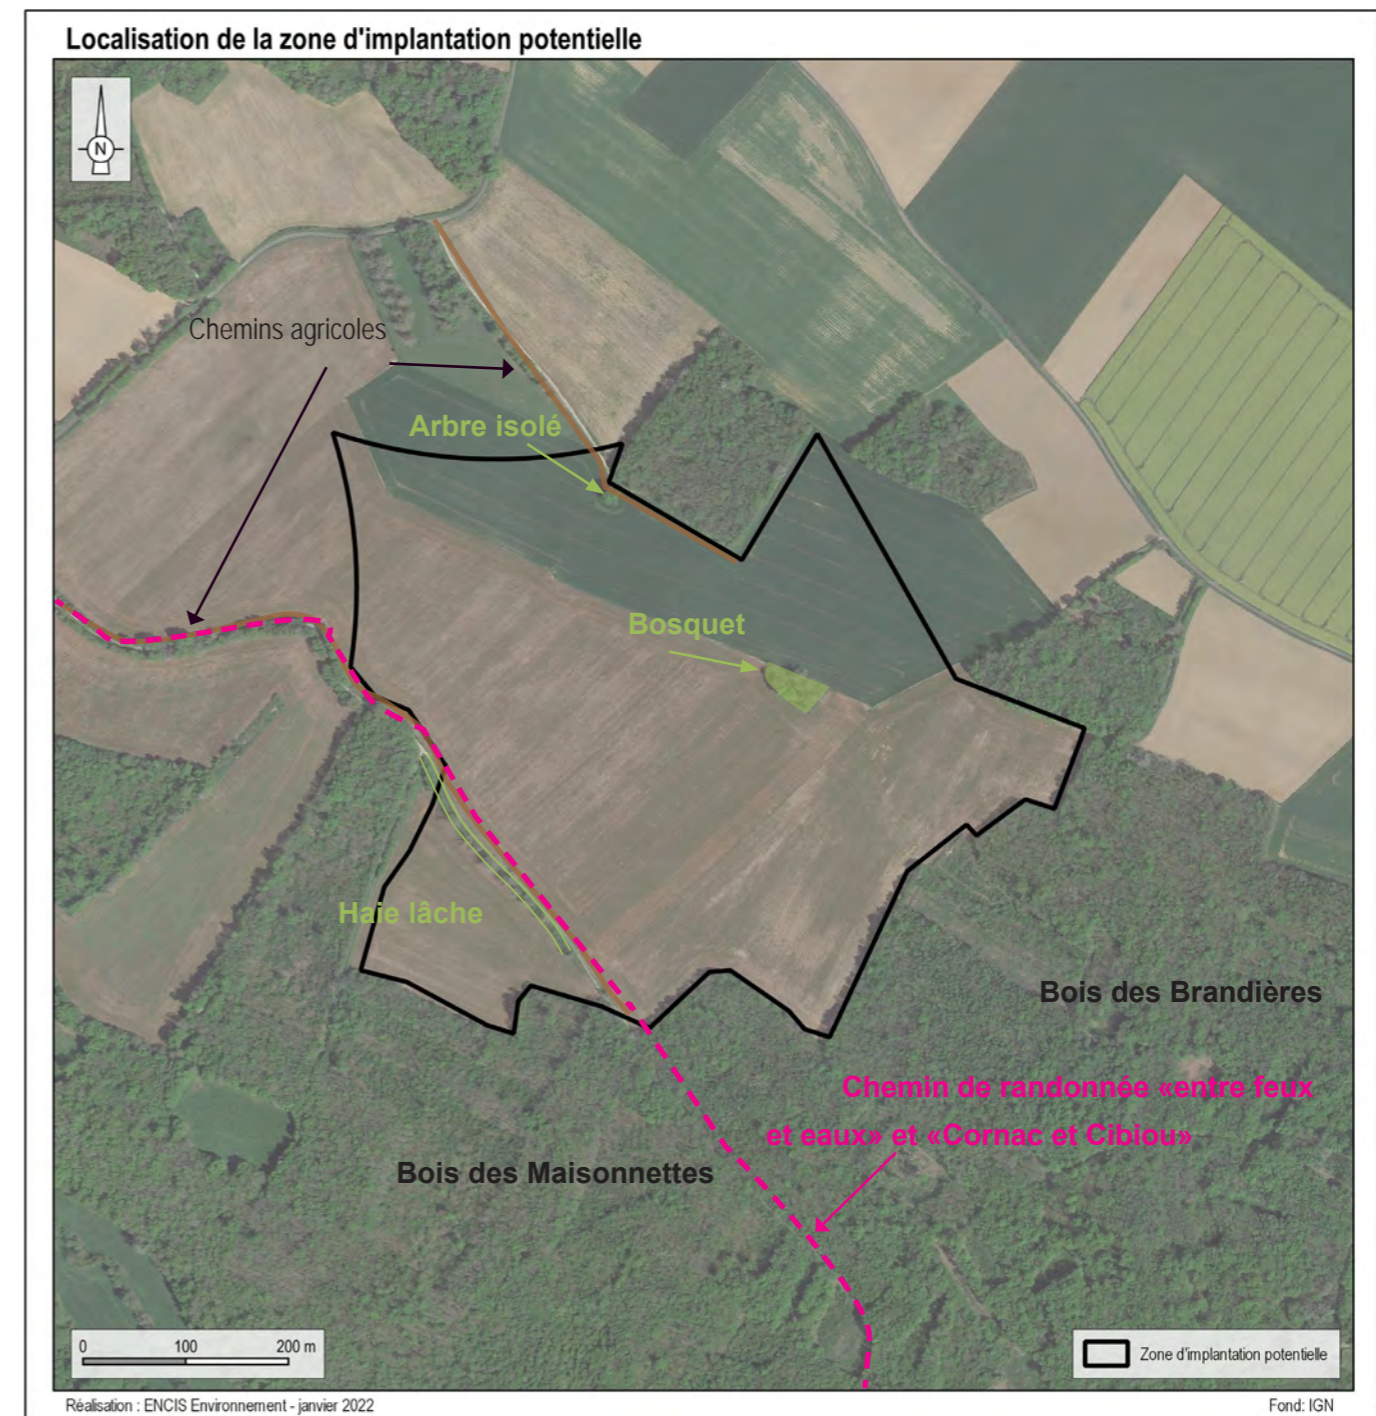 Localisation de la zone d'implantation potentielle
N
Chemins agricoles
Arbre isolé
Bosquet
Haie lâche
Bois des Brandières
Chemin de randonnée «entre feux
et eaux» et «Cornac et Cibiou»
Bois des Maisonnettes
0 100 200 m
Zone d'implantation potentielle
Réalisation : ENCIS Environnement - janvier 2022
Fond: IGN